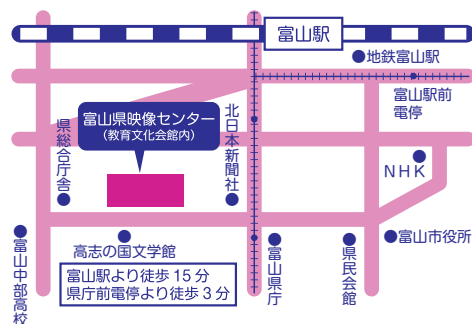 富山駅
地鉄富山駅
富山駅前
電停
富山県映像センター
(教育文化会館内)
北日本新聞社
県総合庁舎
NHK
富山中部高校
高志の国文学館
富山県庁
県民会館
富山市役所
富山駅より徒歩15分
県庁前電停より徒歩3分